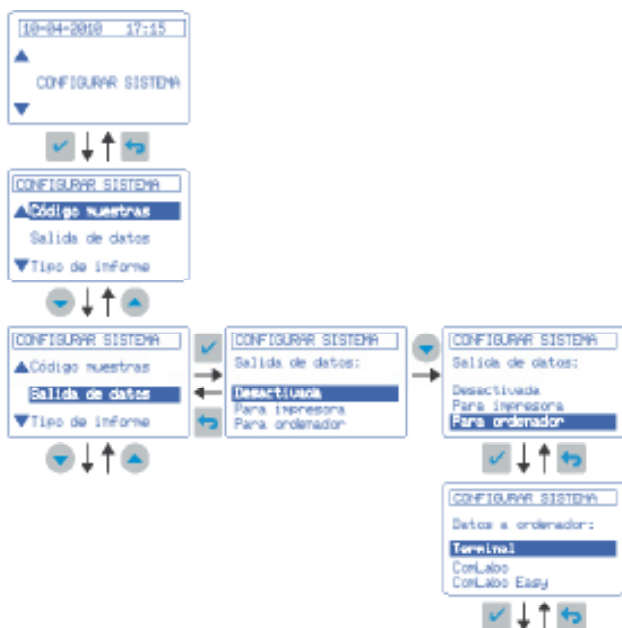 10-04-2010 17:15
CONFIGURAR SISTEMA
CONFIGURAR SISTEMA
Código muestras
Salida de datos
Tipo de informe
CONFIGURAR SISTEMA
Código muestras
Salida de datos
Tipo de informe
CONFIGURAR SISTEMA
Salida de datos:
Desactivada
Para impresora
Para ordenador
CONFIGURAR SISTEMA
Salida de datos:
Desactivada
Para impresora
Para ordenador
CONFIGURAR SISTEMA
Datos a ordenador:
Terminal
ComLabo
ComLabo Easy